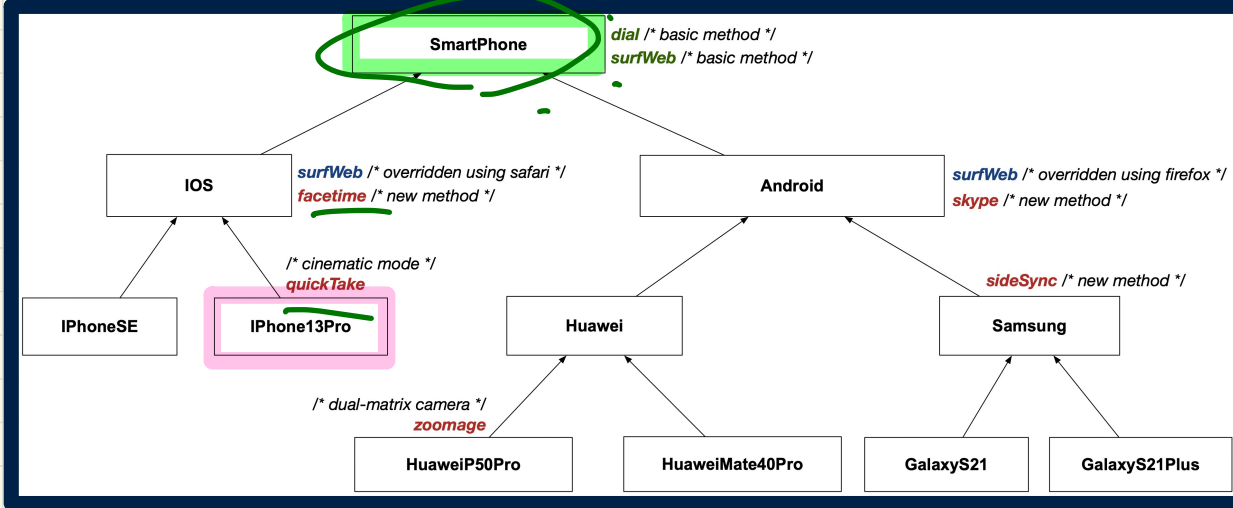 SmartPhone
dial /* basic method */
surfWeb /* basic method */
IOS
surfWeb /* overridden using safari */
facetime /* new method */
Android
surfWeb /* overridden using firefox */
skype /* new method */
/* cinematic mode */
quickTake
sideSync /* new method */
IPhoneSE
IPhone13Pro
Huawei
Samsung
/* dual-matrix camera */
zoomage
HuaweiP50Pro
HuaweiMate40Pro
GalaxyS21
GalaxyS21Plus